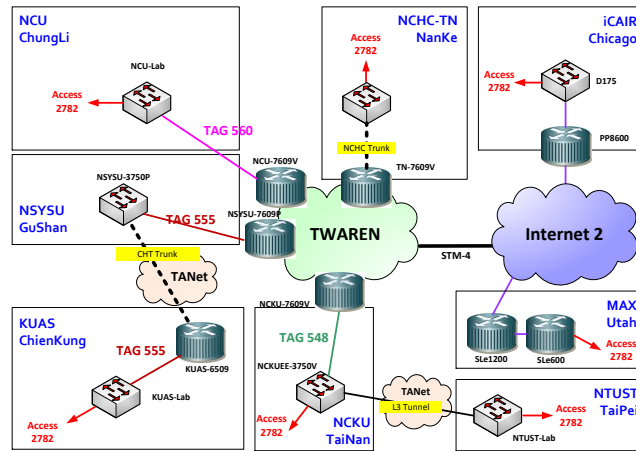 NCU
ChungLi
NCU-Lab
Access
2782
TAG 560
NCU-7609V
NCHC-TN
NanKe
Access
2782
NCHC Trunk
TN-7609V
iCAIR
Chicago
Access
2782
D175
PP8600
NSYSU-3750P
NSYSU
GuShan
TAG 555
NSYSU-7609P
CHT Trunk
TANet
TWAREN
STM-4
Internet 2
NCKU-7609V
KUAS
ChienKung
TAG 555
KUAS-6509
KUAS-Lab
Access
2782
TAG 548
NCKUEE-3750V
Access
2782
NCKU
TaiNan
TANet
L3 Tunnel
MAX
Utah
SLe1200
SLe600
Access
2782
NTUST
TaiPei
Access
2782
NTUST-Lab